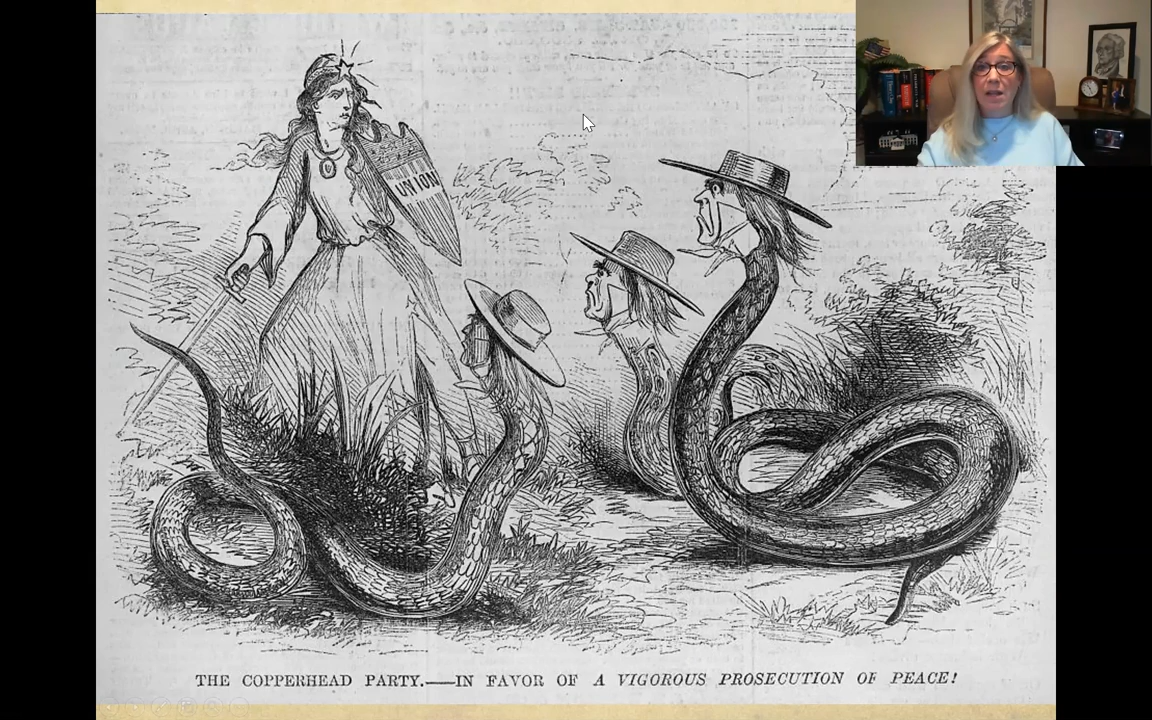 UNION
THE COPPERHEAD PARTY.——IN FAVOR OF A VIGOROUS PROSECUTION OF PEACE!